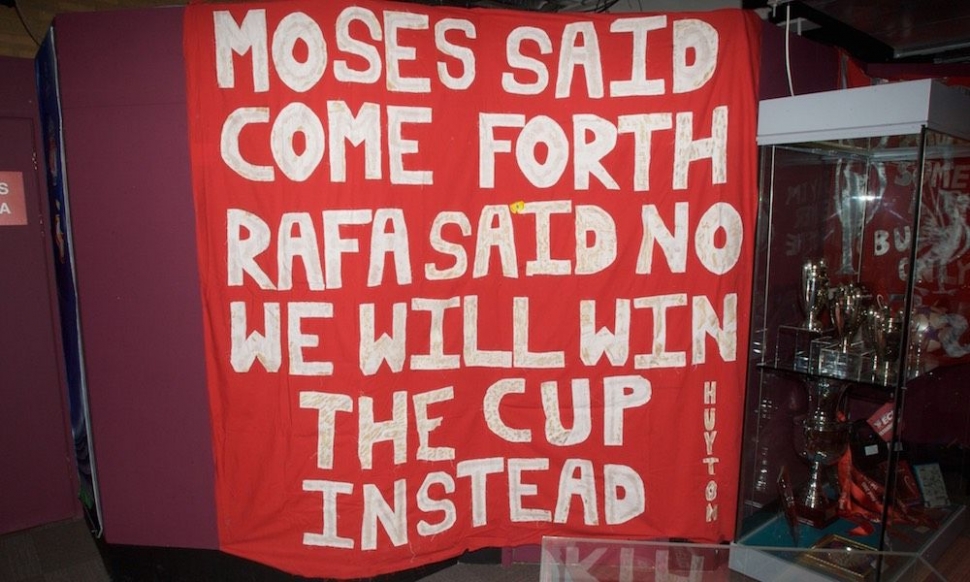 MOSES SAID
COME FORTH
RAFA SAID NO
WE WILL WIN
THE CUP
INSTEAD
HUYTON
S
A